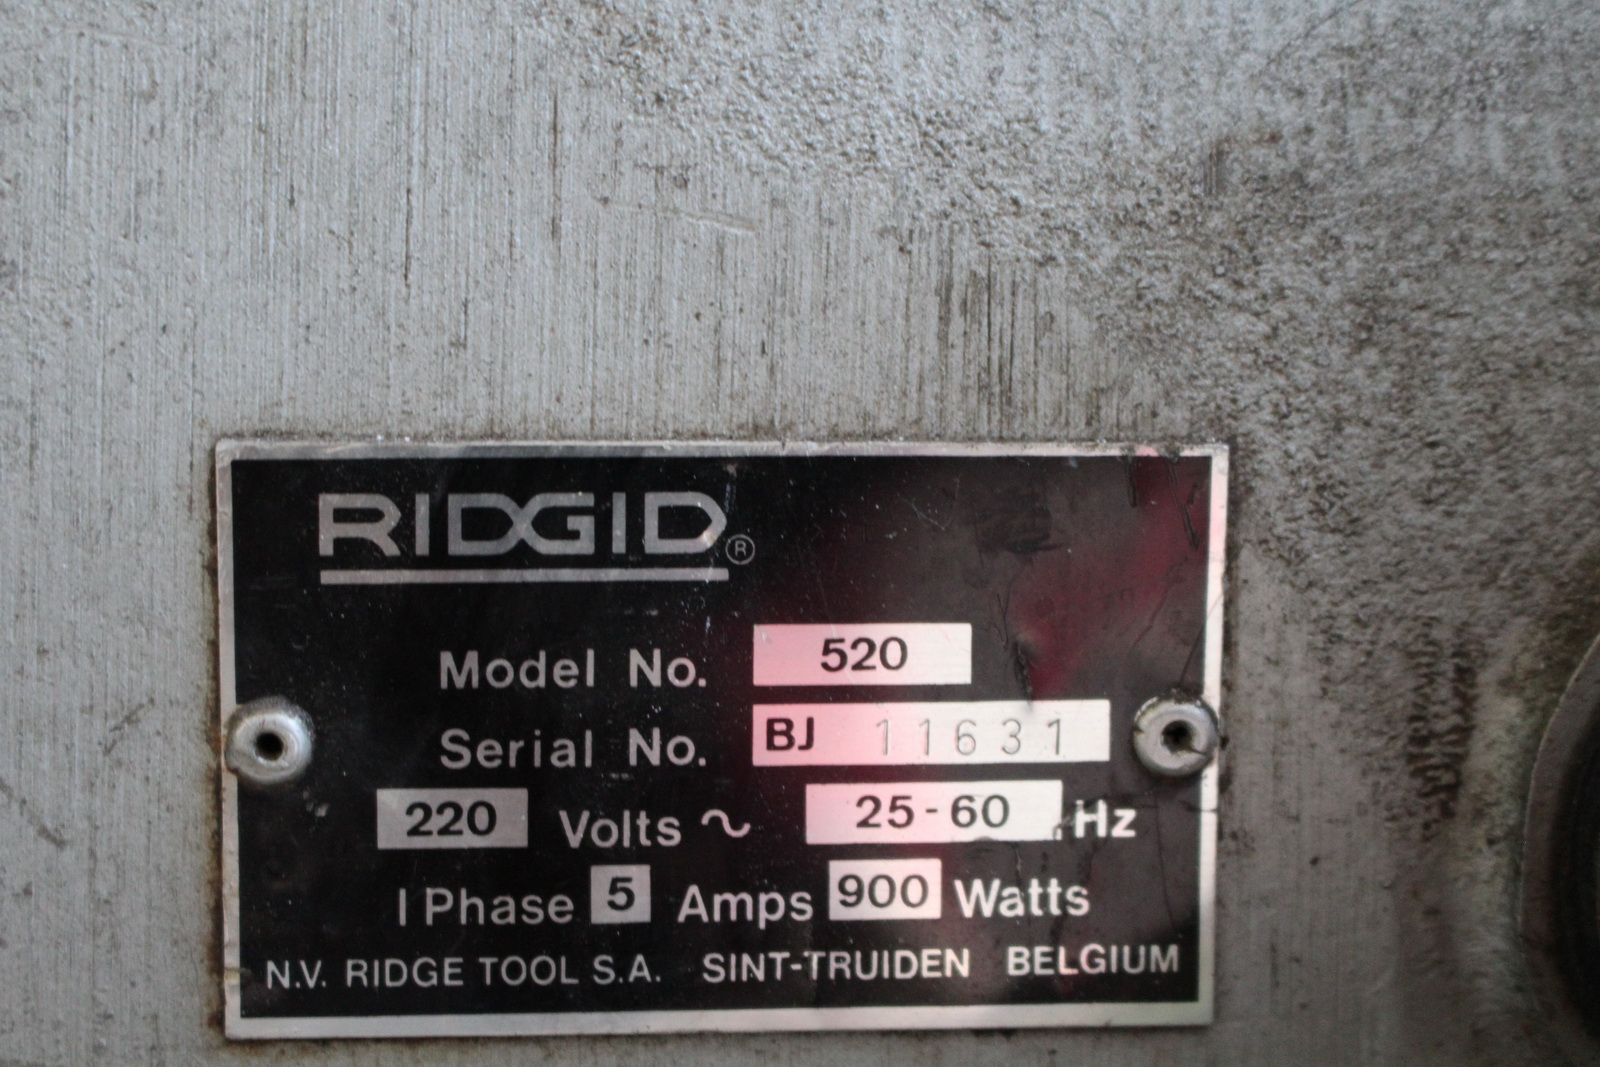 RIDGID®
Model No. 520
Serial No. BJ 11631
220 Volts ~ 25-60 Hz
1 Phase 5 Amps 900 Watts
N.V. RIDGE TOOL S.A. SINT-TRUIDEN BELGIUM